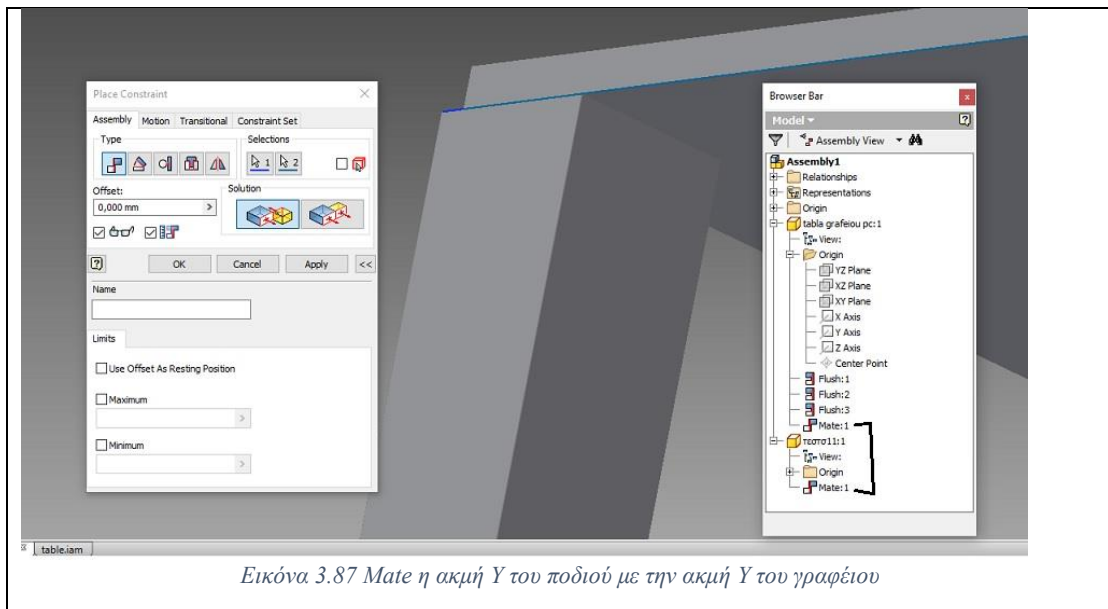 Place Constraint
Assembly Motion Transitional Constraint Set
Type
Selections
1 2
Offset:
Solution
0,000 mm
OK Cancel Apply <<
Name
Limits
Use Offset As Resting Position
Maximum
Minimum
Browser Bar
Model
Assembly View
Assembly1
Relationships
Representations
Origin
tabla grafeiou pc:1
View:
Origin
YZ Plane
XZ Plane
XY Plane
X Axis
Y Axis
Z Axis
Center Point
Flush:1
Flush:2
Flush:3
Mate:1
τεστσ11:1
View:
Origin
Mate:1
table.iam
Εικόνα 3.87 Mate η ακμή Υ του ποδιού με την ακμή Υ του γραφέιου